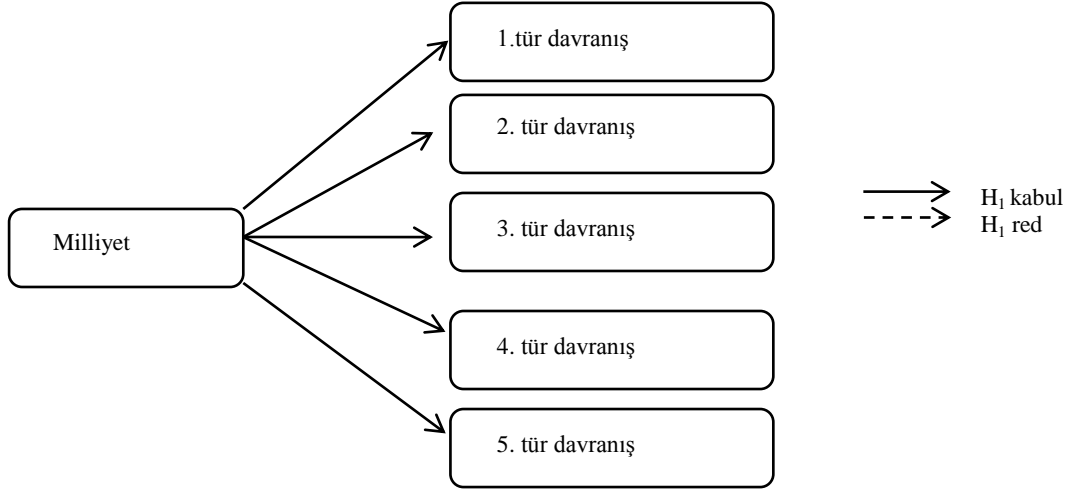 1.tür davranış
2. tür davranış
3. tür davranış
Milliyet
4. tür davranış
5. tür davranış
H₁ kabul
H₁ red